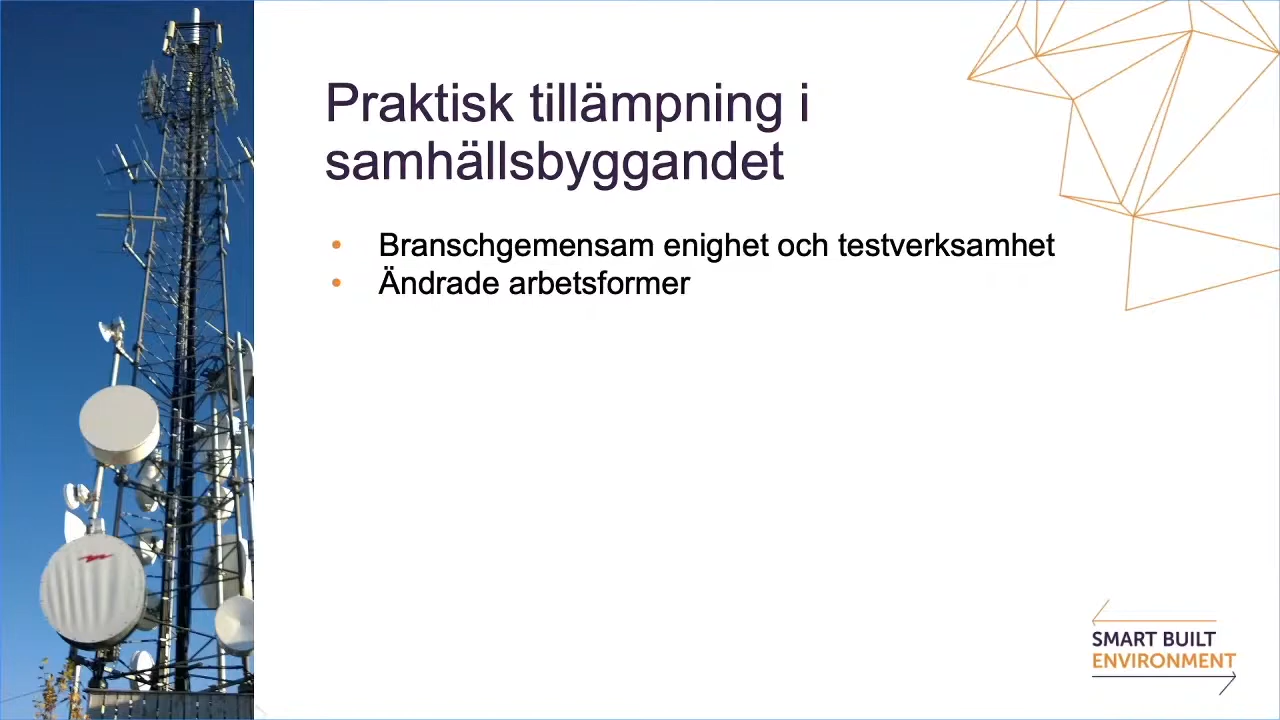 Praktisk tillämpning i
samhällsbyggandet
• Branschgemensam enighet och testverksamhet
• Ändrade arbetsformer
SMART BUILT
ENVIRONMENT